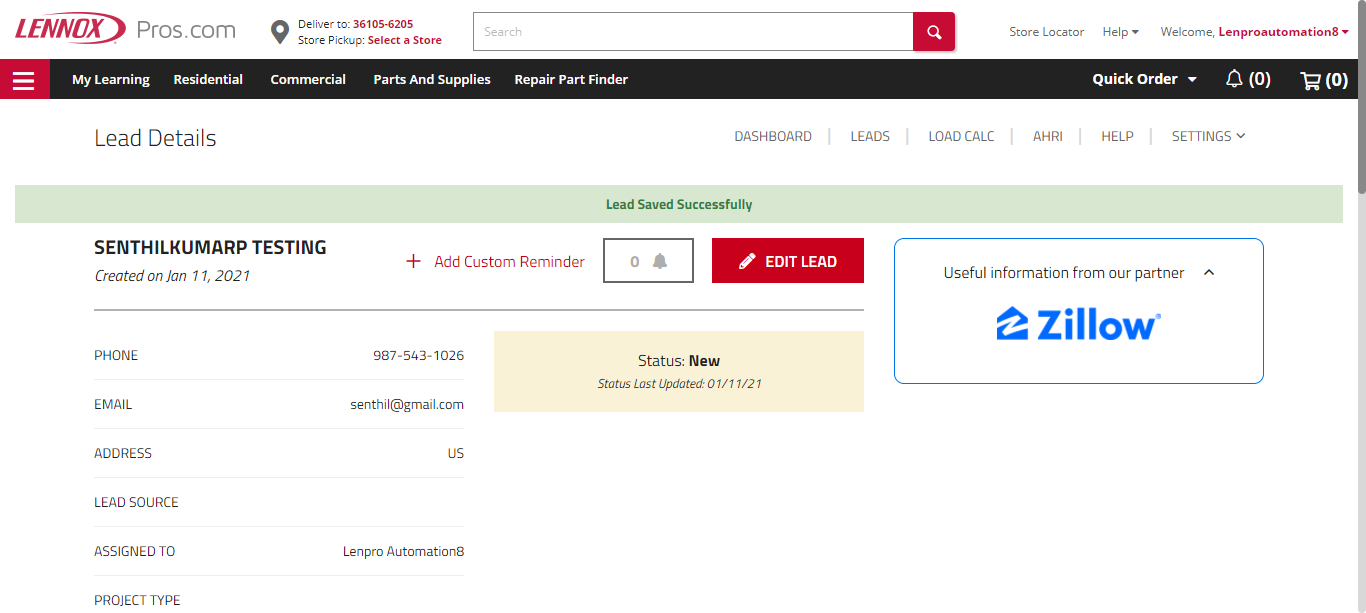 LENNOX Pros.com
Deliver to: 36105-6205
Store Pickup: Select a Store
Search
Store Locator Help Welcome, Lenproautomation8
My Learning Residential Commercial Parts And Supplies Repair Part Finder Quick Order (0) (0)
Lead Details
DASHBOARD | LEADS | LOAD CALC | AHRI | HELP | SETTINGS
Lead Saved Successfully
SENTHILKUMARP TESTING
Created on Jan 11, 2021
+ Add Custom Reminder
0
EDIT LEAD
Useful information from our partner
Zillow
PHONE 987-543-1026
EMAIL senthil@gmail.com
ADDRESS US
LEAD SOURCE
ASSIGNED TO Lenpro Automation8
PROJECT TYPE
Status: New
Status Last Updated: 01/11/21